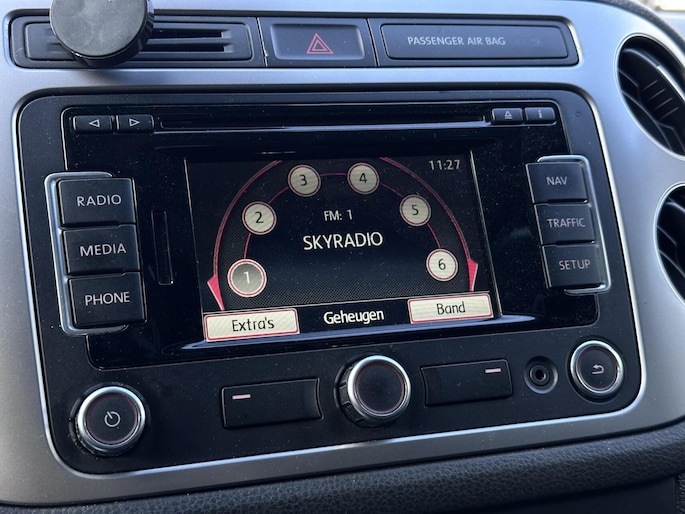 PASSENGER AIR BAG
RADIO
MEDIA
PHONE
11:27
3
4
2
5
1
6
FM: 1
SKYRADIO
Extra's
Geheugen
Band
NAV
TRAFFIC
SETUP
i